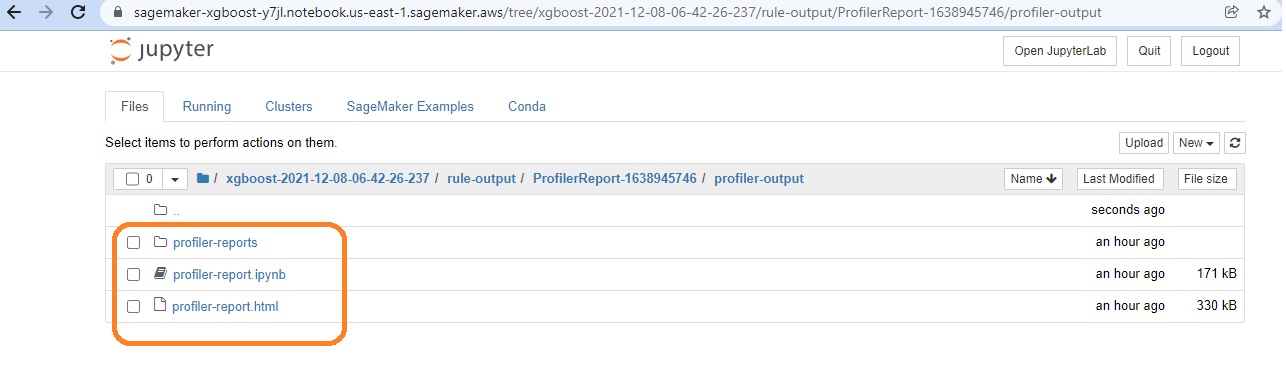 sagemaker-xgboost-y7jl.notebook.us-east-1.sagemaker.aws/tree/xgboost-2021-12-08-06-42-26-237/rule-output/ProfilerReport-1638945746/profiler-output
jupyter
Open JupyterLab Quit Logout
Files Running Clusters SageMaker Examples Conda
Select items to perform actions on them.
Upload New
0 / xgboost-2021-12-08-06-42-26-237 / rule-output / ProfilerReport-1638945746 / profiler-output Name Last Modified File size
.. seconds ago
profiler-reports an hour ago
profiler-report.ipynb an hour ago 171 kB
profiler-report.html an hour ago 330 kB